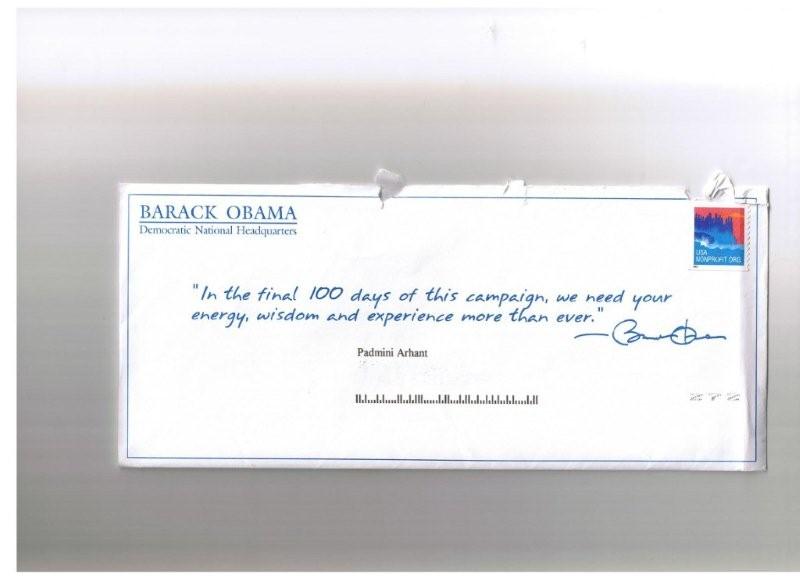 BARACK OBAMA
Democratic National Headquarters
USA
NONPROFIT ORG.
"In the final 100 days of this campaign, we need your
energy, wisdom and experience more than ever."
Padmini Arhant